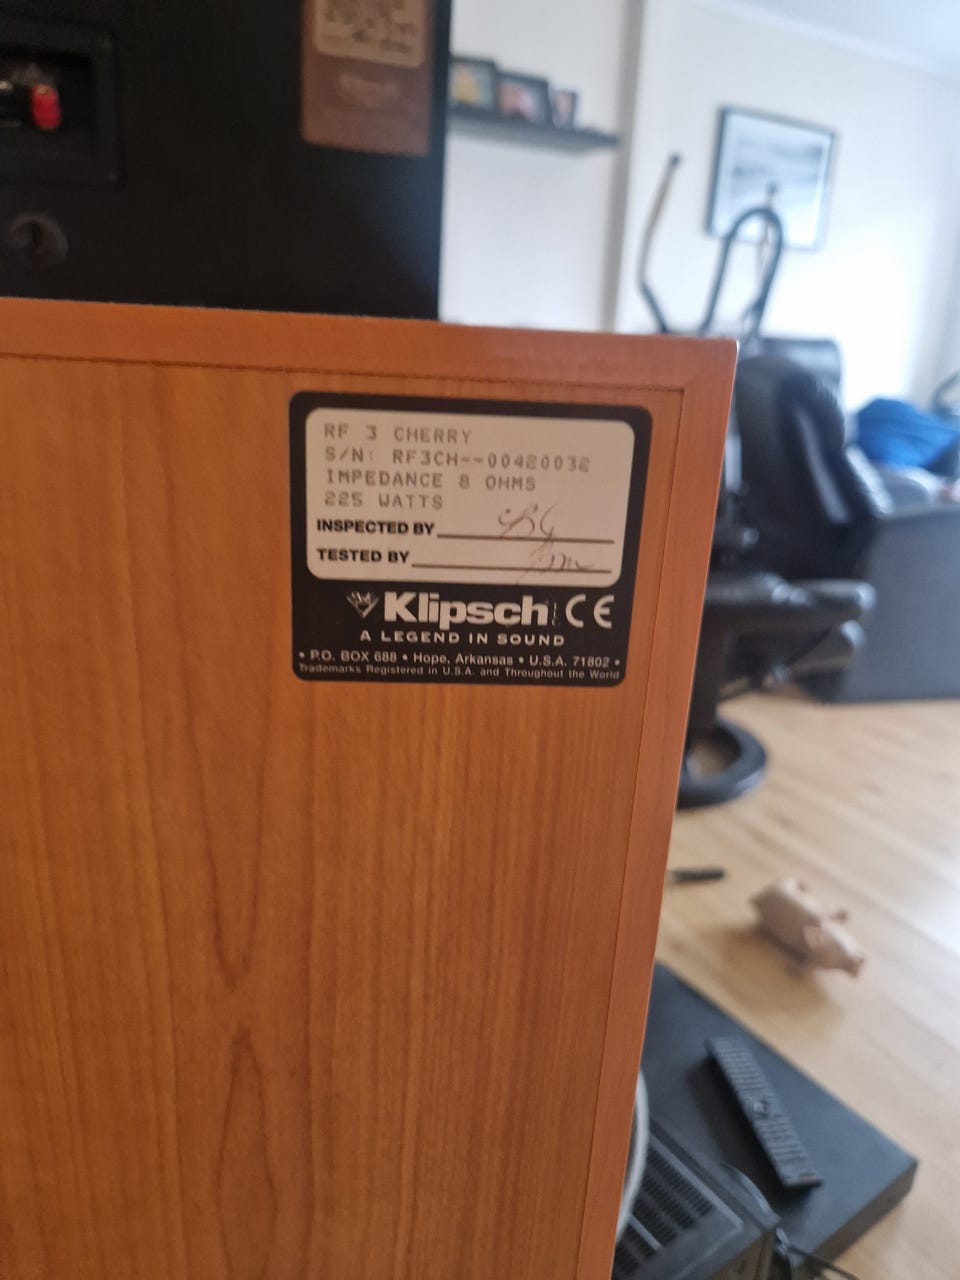 RF 3 CHERRY
S/N: RF3CH--00420032
IMPEDANCE 8 OHMS
225 WATTS
INSPECTED BY
TESTED BY
Klipsch CE
A LEGEND IN SOUND
• P.O. BOX 688 • Hope, Arkansas • U.S.A. 71802 •
Trademarks Registered in U.S.A. and Throughout the World